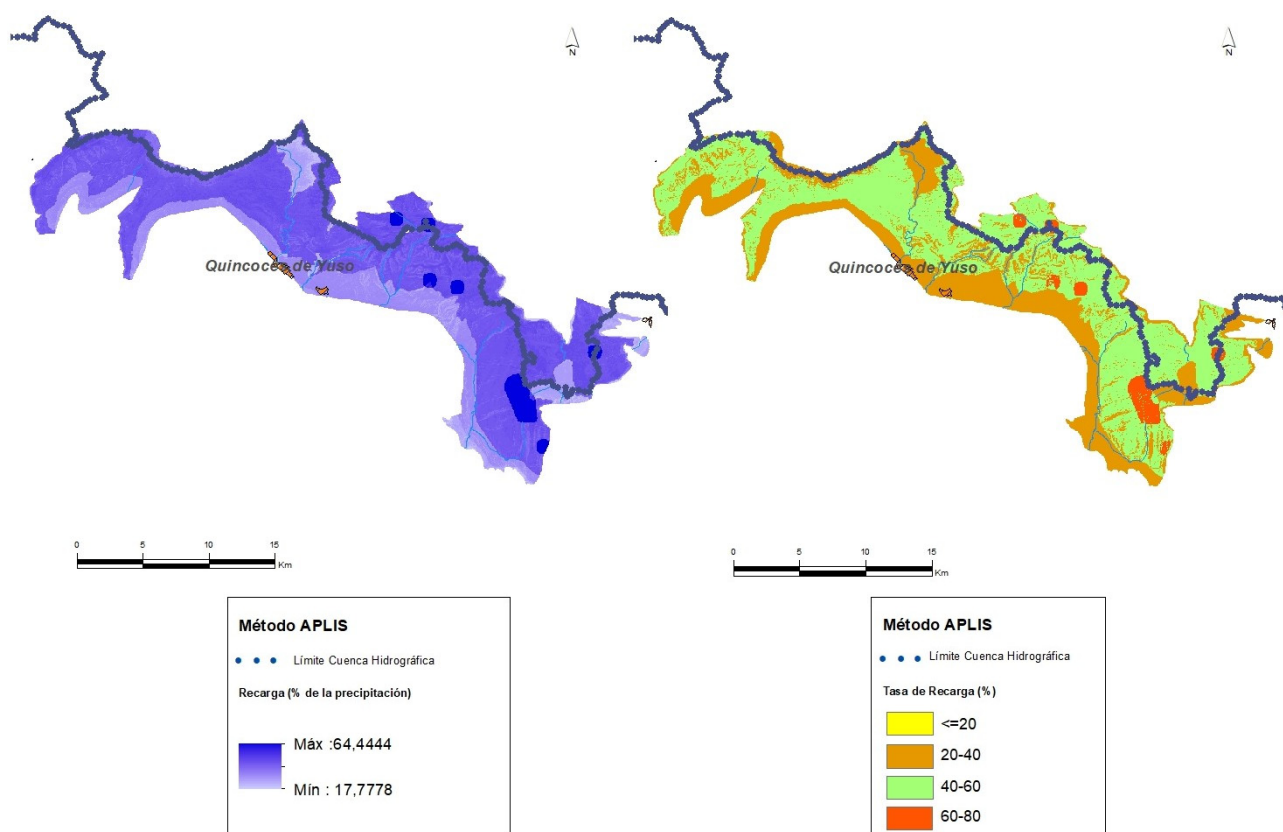 N
Quincoces de Yuso
0 5 10 15
Km
Método APLIS
Límite Cuenca Hidrográfica
Recarga (% de la precipitación)
Máx :64,4444
Mín : 17,7778
N
Quincoces de Yuso
0 5 10 15
Km
Método APLIS
Límite Cuenca Hidrográfica
Tasa de Recarga (%)
<=20
20-40
40-60
60-80